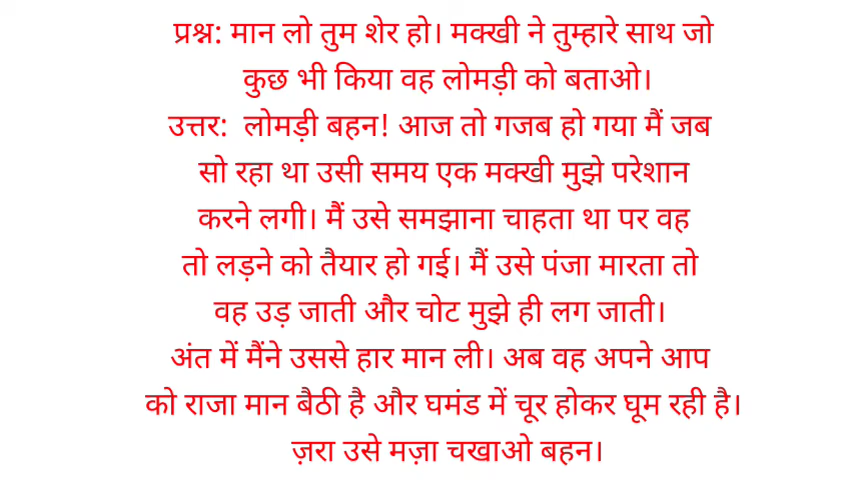 प्रश्न: मान लो तुम शेर हो। मक्खी ने तुम्हारे साथ जो
कुछ भी किया वह लोमड़ी को बताओ।
उत्तर: लोमड़ी बहन! आज तो गजब हो गया मैं जब
सो रहा था उसी समय एक मक्खी मुझे परेशान
करने लगी। मैं उसे समझाना चाहता था पर वह
तो लड़ने को तैयार हो गई। मैं उसे पंजा मारता तो
वह उड़ जाती और चोट मुझे ही लग जाती।
अंत में मैंने उससे हार मान ली। अब वह अपने आप
को राजा मान बैठी है और घमंड में चूर होकर घूम रही है।
ज़रा उसे मज़ा चखाओ बहन।